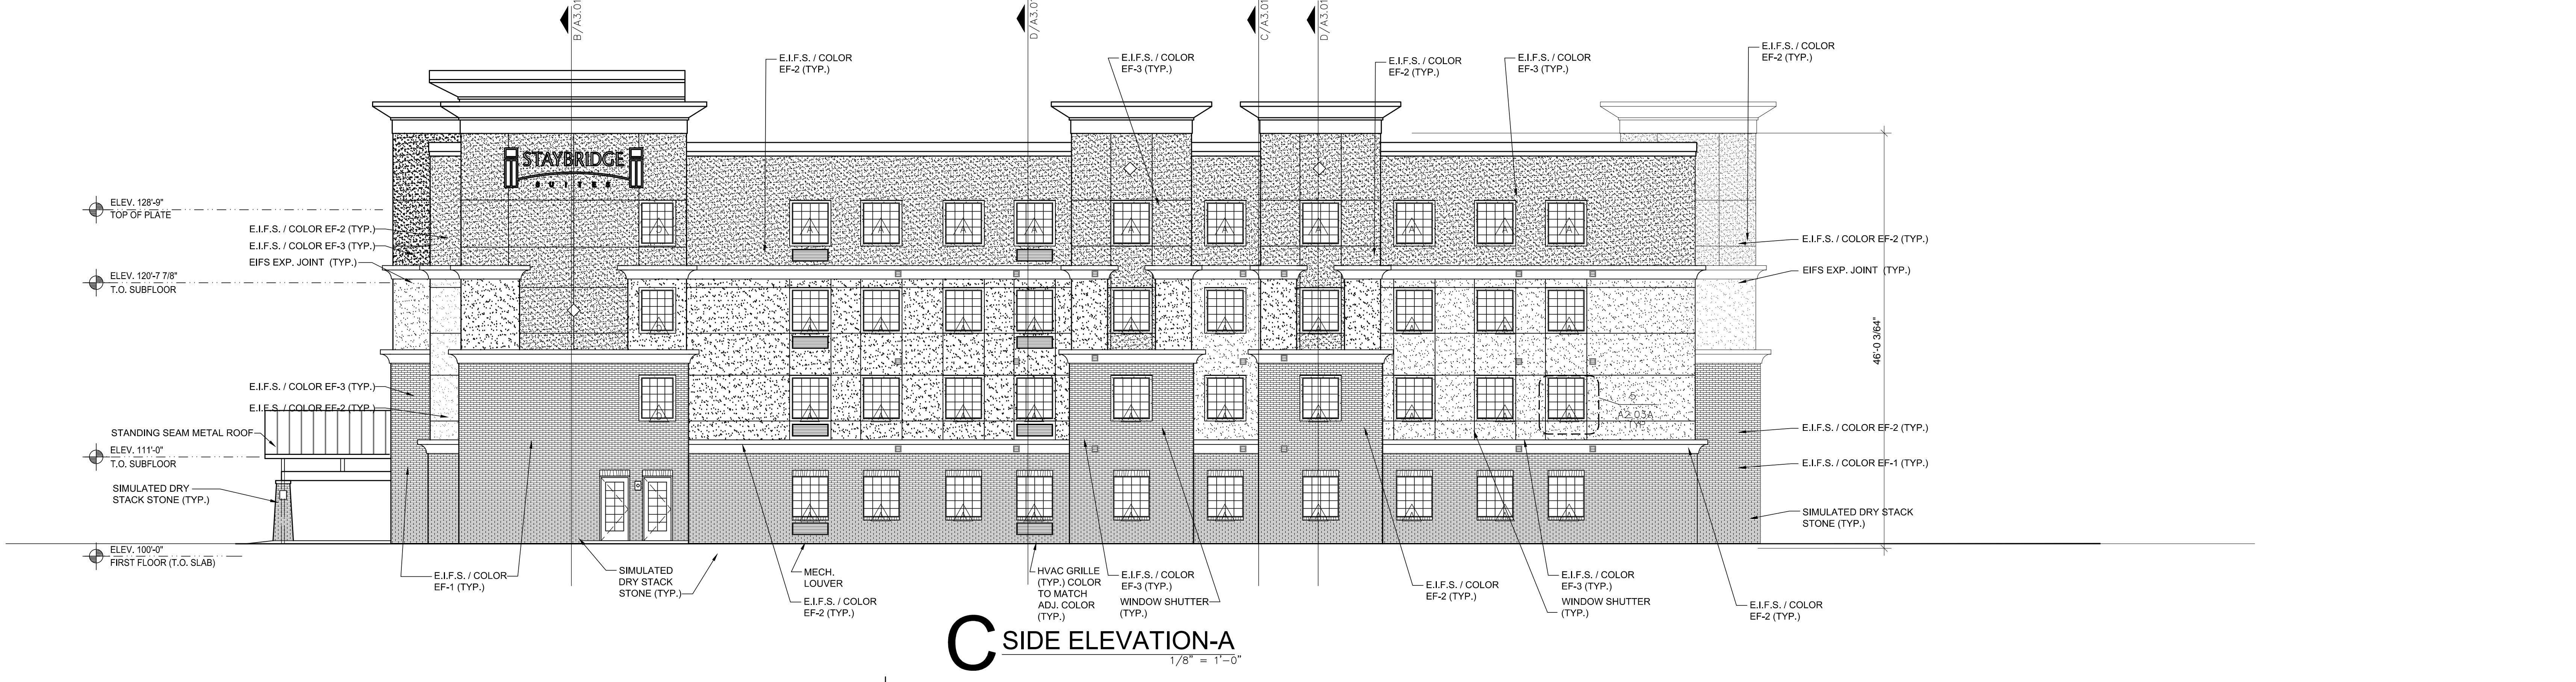 B/A3.01
D/A3.01
C/A3.01
D/A3.01
E.I.F.S. / COLOR
EF-2 (TYP.)
E.I.F.S. / COLOR
EF-3 (TYP.)
E.I.F.S. / COLOR
EF-2 (TYP.)
E.I.F.S. / COLOR
EF-3 (TYP.)
E.I.F.S. / COLOR
EF-2 (TYP.)
STAYBRIDGE
SUITES
ELEV. 128'-9"
TOP OF PLATE
E.I.F.S. / COLOR EF-2 (TYP.)
E.I.F.S. / COLOR EF-3 (TYP.)
EIFS EXP. JOINT (TYP.)
ELEV. 120'-7 7/8"
T.O. SUBFLOOR
E.I.F.S. / COLOR EF-3 (TYP.)
E.I.F.S. / COLOR EF-2 (TYP.)
STANDING SEAM METAL ROOF
ELEV. 111'-0"
T.O. SUBFLOOR
SIMULATED DRY
STACK STONE (TYP.)
ELEV. 100'-0"
FIRST FLOOR (T.O. SLAB)
D A A A A A A A A A A
D A A A A A A A A A A
D A A A A A A A A A A
A A A A A A A A A A
5
A2.03A
TYP.
E.I.F.S. / COLOR EF-2 (TYP.)
EIFS EXP. JOINT (TYP.)
46'-0 3/64"
E.I.F.S. / COLOR EF-2 (TYP.)
E.I.F.S. / COLOR EF-1 (TYP.)
SIMULATED DRY STACK
STONE (TYP.)
E.I.F.S. / COLOR
EF-1 (TYP.)
SIMULATED
DRY STACK
STONE (TYP.)
MECH.
LOUVER
E.I.F.S. / COLOR
EF-2 (TYP.)
HVAC GRILLE
(TYP.) COLOR
TO MATCH
ADJ. COLOR
(TYP.)
E.I.F.S. / COLOR
EF-3 (TYP.)
WINDOW SHUTTER
(TYP.)
E.I.F.S. / COLOR
EF-2 (TYP.)
E.I.F.S. / COLOR
EF-3 (TYP.)
WINDOW SHUTTER
(TYP.)
E.I.F.S. / COLOR
EF-2 (TYP.)
C SIDE ELEVATION-A
1/8" = 1'-0"